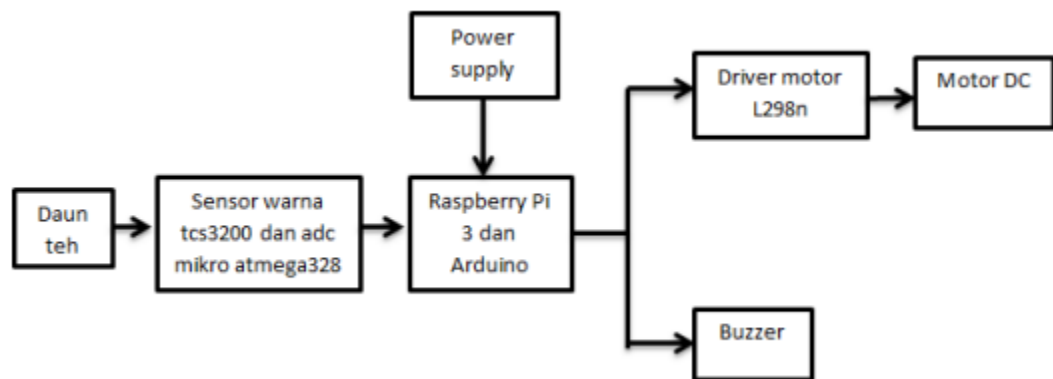 Power
supply
Driver motor
L298n
Motor DC
Daun
teh
Sensor warna
tcs3200 dan adc
mikro atmega328
Raspberry Pi
3 dan
Arduino
Buzzer